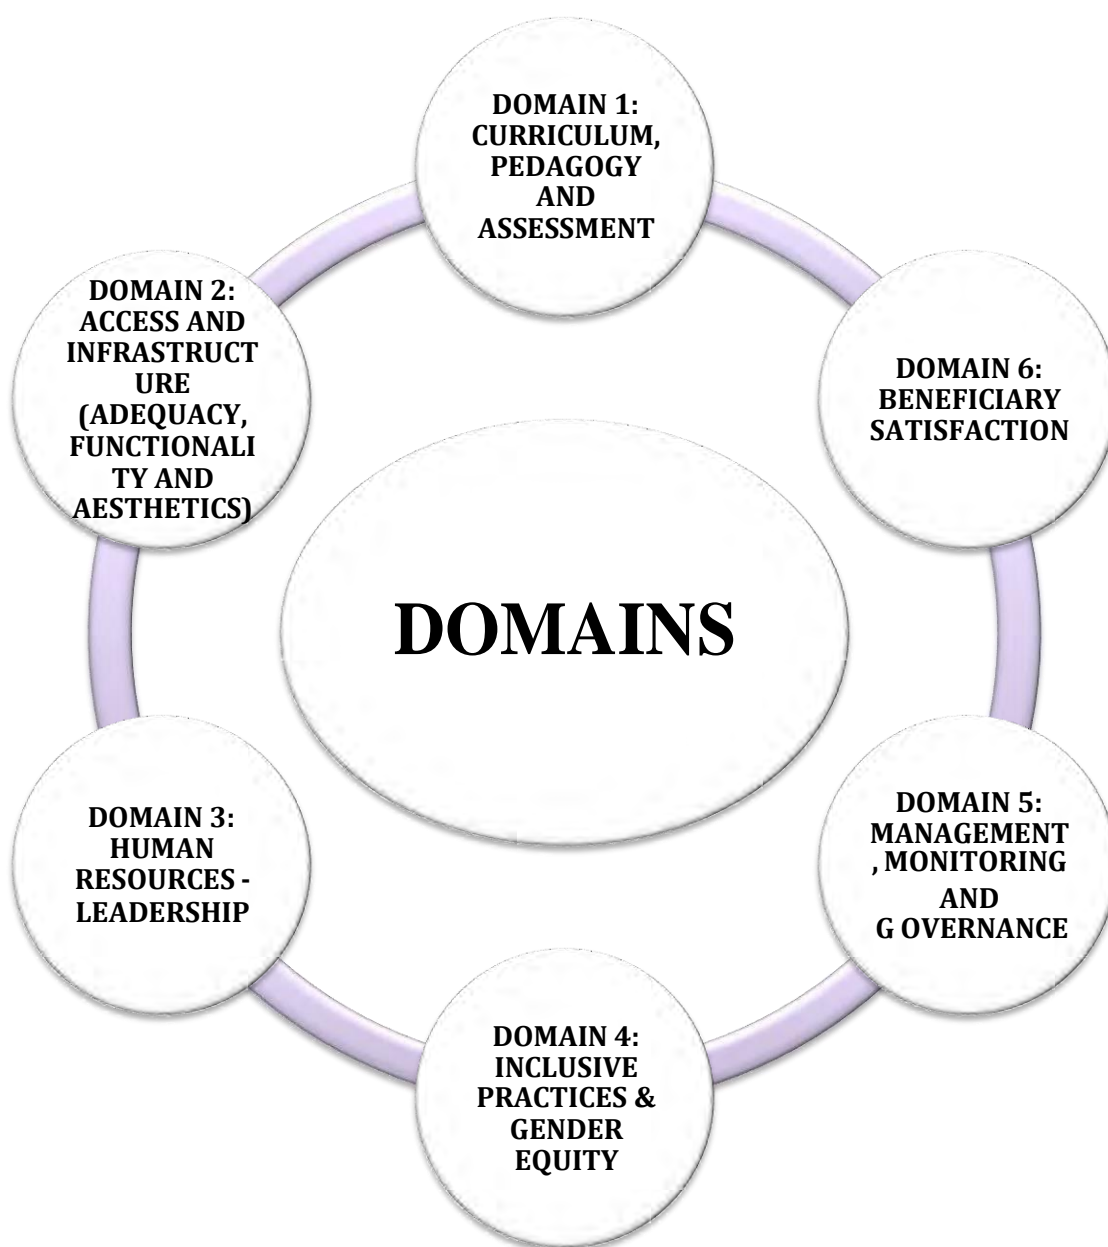 DOMAIN 1:
CURRICULUM,
PEDAGOGY
AND
ASSESSMENT
DOMAIN 2:
ACCESS AND
INFRASTRUCT
URE
(ADEQUACY,
FUNCTIONALI
TY AND
AESTHETICS)
DOMAIN 6:
BENEFICIARY
SATISFACTION
DOMAINS
DOMAIN 3:
HUMAN
RESOURCES -
LEADERSHIP
DOMAIN 5:
MANAGEMENT
, MONITORING
AND
G OVERNANCE
DOMAIN 4:
INCLUSIVE
PRACTICES &
GENDER
EQUITY